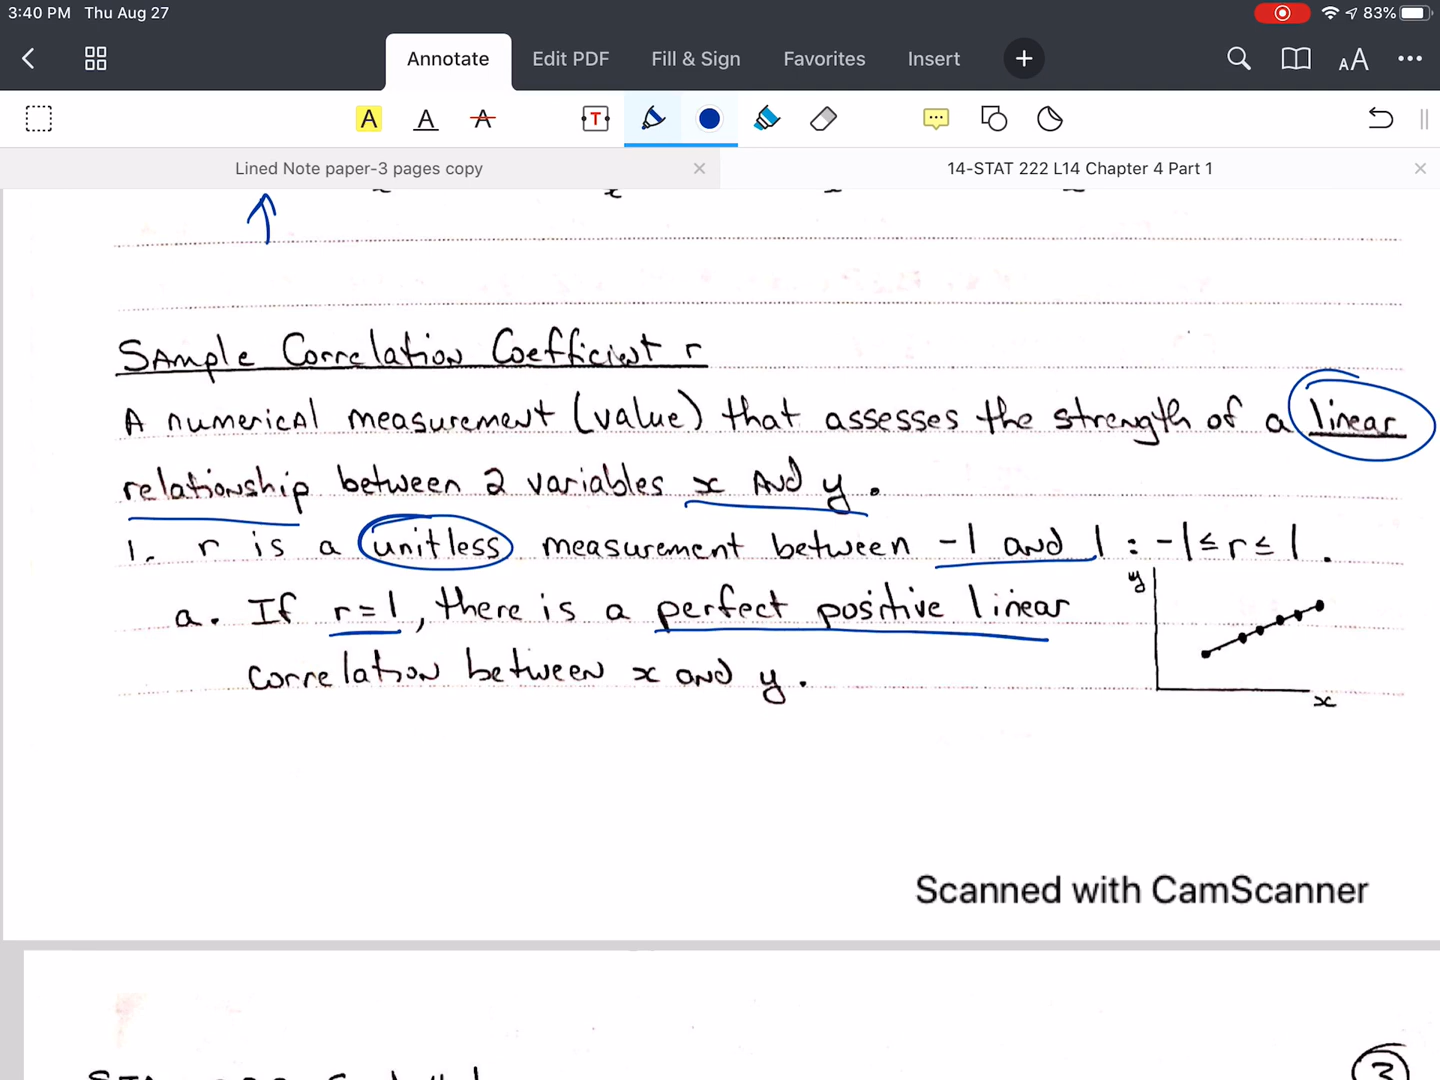 3:40 PM Thu Aug 27 83%
Annotate Edit PDF Fill & Sign Favorites Insert
A A A T
Lined Note paper-3 pages copy 14-STAT 222 L14 Chapter 4 Part 1
x x x x
Sample Correlation Coefficient r
A numerical measurement (value) that assesses the strength of a linear
relationship between 2 variables x and y.
1. r is a unitless measurement between -1 and 1 : -1 ≤ r ≤ 1.
a. If r=1, there is a perfect positive linear
correlation between x and y.
y
x
Scanned with CamScanner
3